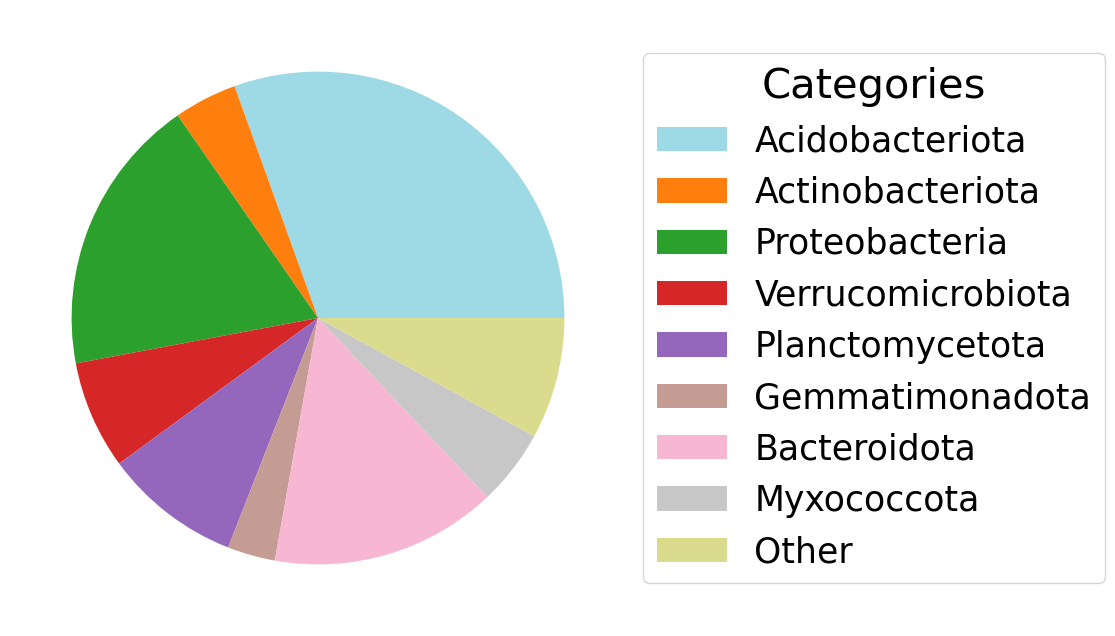 Categories
Acidobacteriota
Actinobacteriota
Proteobacteria
Verrucomicrobiota
Planctomycetota
Gemmatimonadota
Bacteroidota
Myxococcota
Other